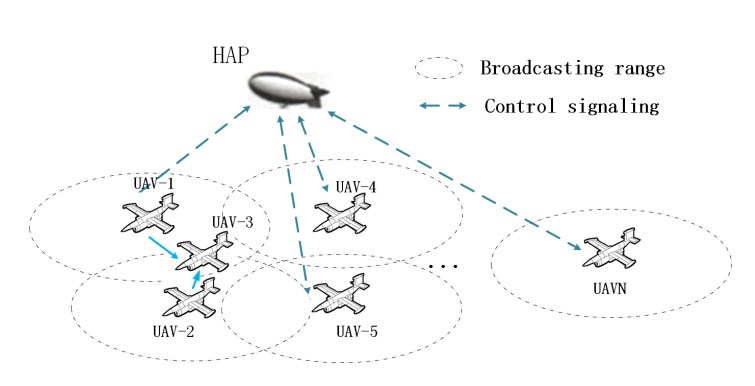 HAP
Broadcasting range
Control signaling
UAV-1
UAV-4
UAV-3
...
UAVN
UAV-2
UAV-5